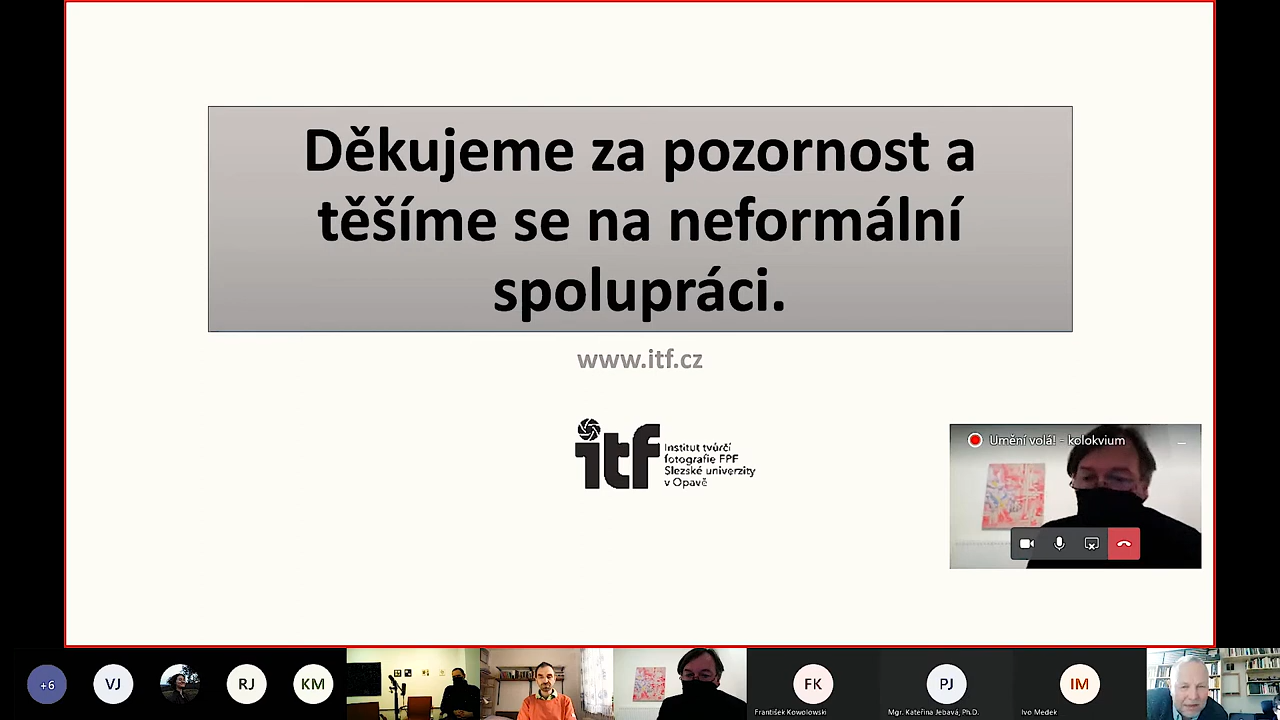 Děkujeme za pozornost a
těšíme se na neformální
spolupráci.
www.itf.cz
itf
Institut tvůrčí
fotografie FPF
Slezské univerzity
v Opavě
Umění volá! - kolokvium
+6
VJ
RJ
KM
FK
PJ
IM
František Kowolowski
Mgr. Kateřina Jebavá, Ph.D.
Ivo Medek